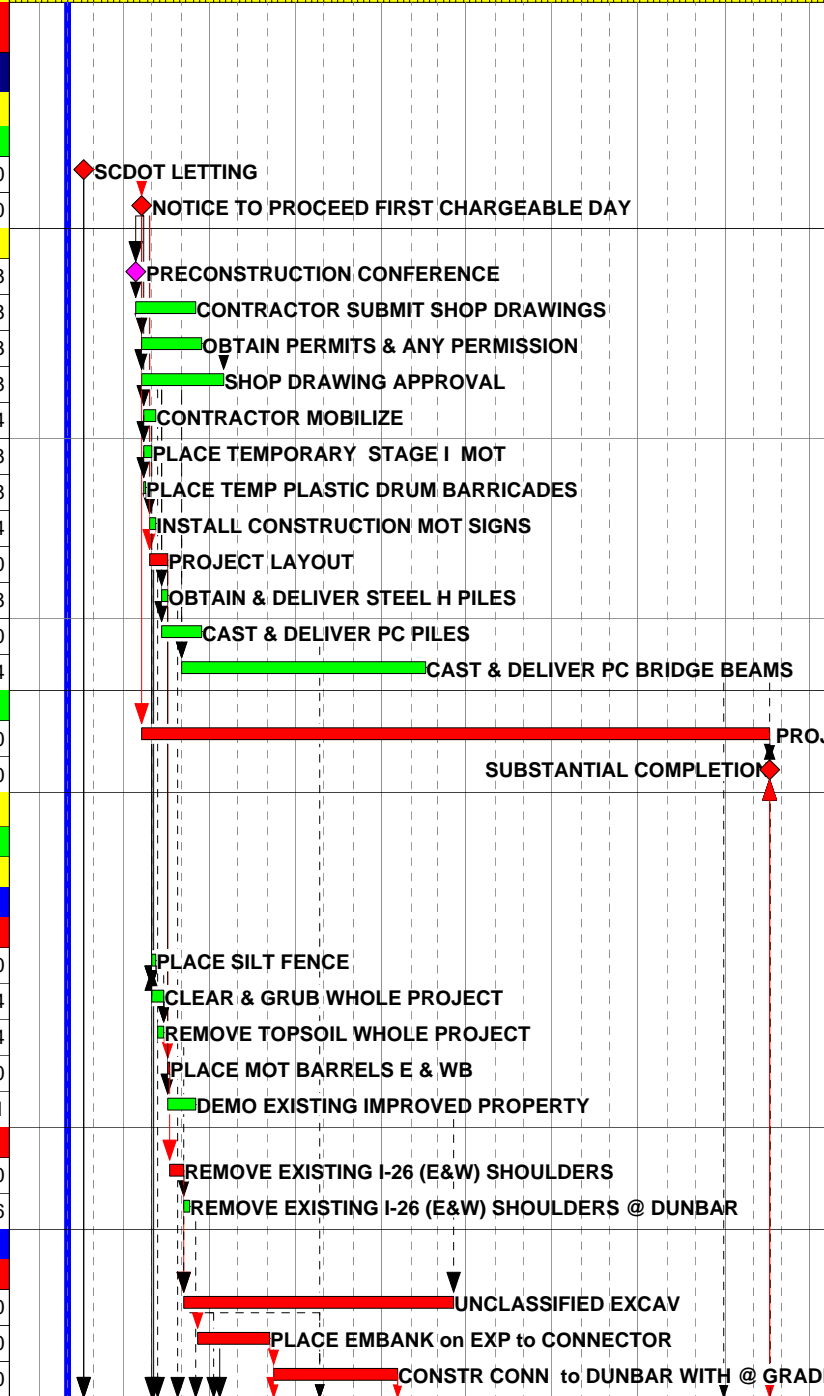 SCDOT LETTING
NOTICE TO PROCEED FIRST CHARGEABLE DAY
PRECONSTRUCTION CONFERENCE
CONTRACTOR SUBMIT SHOP DRAWINGS
OBTAIN PERMITS & ANY PERMISSION
SHOP DRAWING APPROVAL
CONTRACTOR MOBILIZE
PLACE TEMPORARY STAGE I MOT
PLACE TEMP PLASTIC DRUM BARRICADES
INSTALL CONSTRUCTION MOT SIGNS
PROJECT LAYOUT
OBTAIN & DELIVER STEEL H PILES
CAST & DELIVER PC PILES
CAST & DELIVER PC BRIDGE BEAMS
PROJ
SUBSTANTIAL COMPLETION
PLACE SILT FENCE
CLEAR & GRUB WHOLE PROJECT
REMOVE TOPSOIL WHOLE PROJECT
PLACE MOT BARRELS E & WB
DEMO EXISTING IMPROVED PROPERTY
REMOVE EXISTING I-26 (E&W) SHOULDERS
REMOVE EXISTING I-26 (E&W) SHOULDERS @ DUNBAR
UNCLASSIFIED EXCAV
PLACE EMBANK on EXP to CONNECTOR
CONSTR CONN to DUNBAR WITH @ GRAD